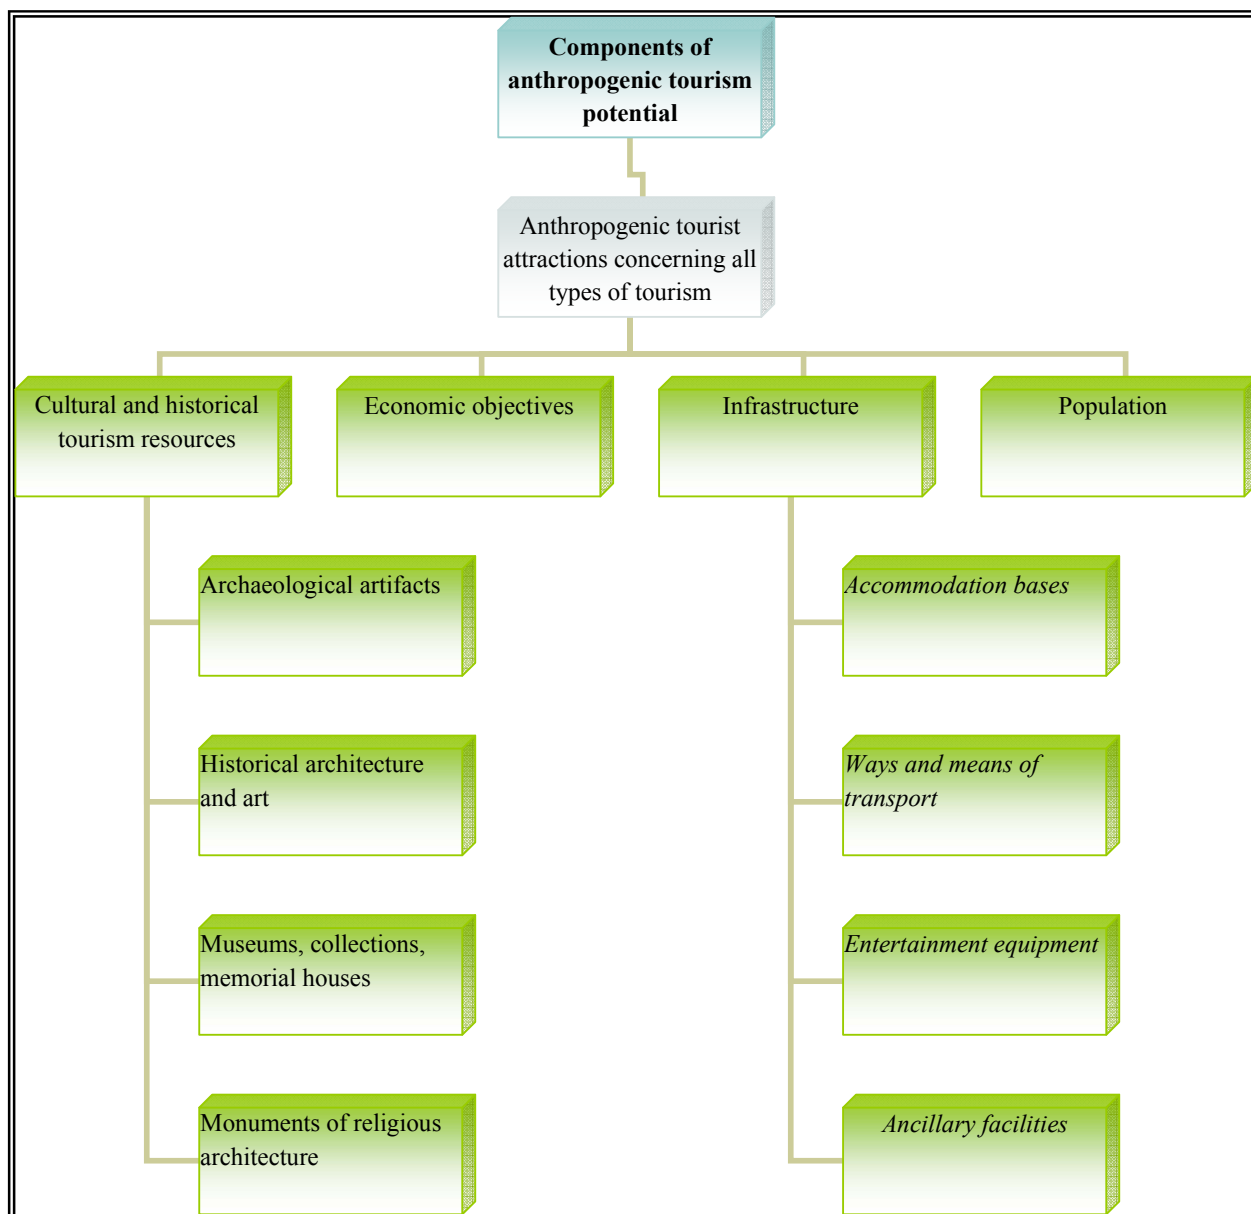 Components of
anthropogenic tourism
potential
Anthropogenic tourist
attractions concerning all
types of tourism
Cultural and historical
tourism resources
Economic objectives
Infrastructure
Population
Archaeological artifacts
Historical architecture
and art
Museums, collections,
memorial houses
Monuments of religious
architecture
Accommodation bases
Ways and means of
transport
Entertainment equipment
Ancillary facilities